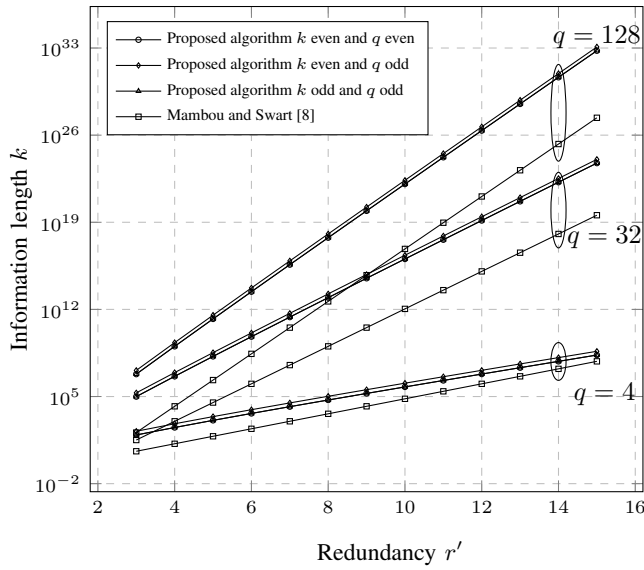 Proposed algorithm k even and q even
Proposed algorithm k even and q odd
Proposed algorithm k odd and q odd
Mambou and Swart [8]
q = 128
q = 32
q = 4
10^33
10^26
10^19
10^12
10^5
10^−2
2 4 6 8 10 12 14 16
Redundancy r′
Information length k